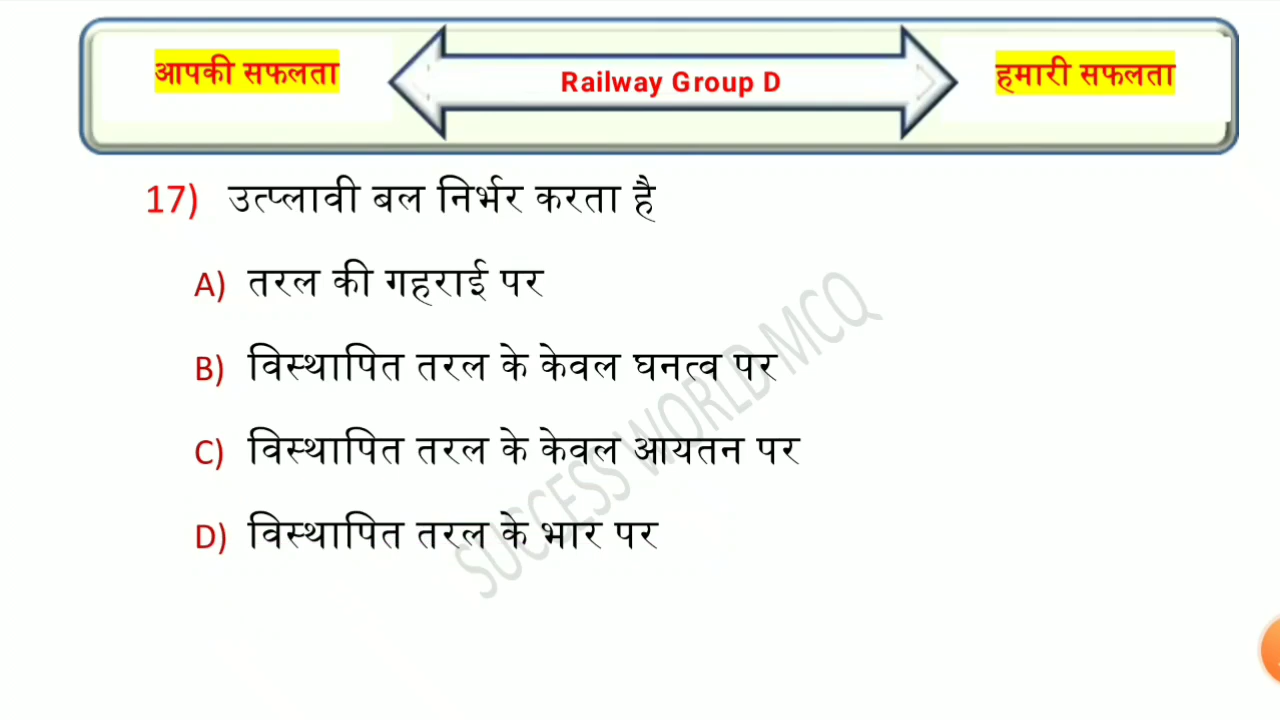 आपकी सफलता
Railway Group D
हमारी सफलता
17) उत्प्लावी बल निर्भर करता है
A) तरल की गहराई पर
B) विस्थापित तरल के केवल घनत्व पर
C) विस्थापित तरल के केवल आयतन पर
D) विस्थापित तरल के भार पर
SUCCESS WORLD MCQ